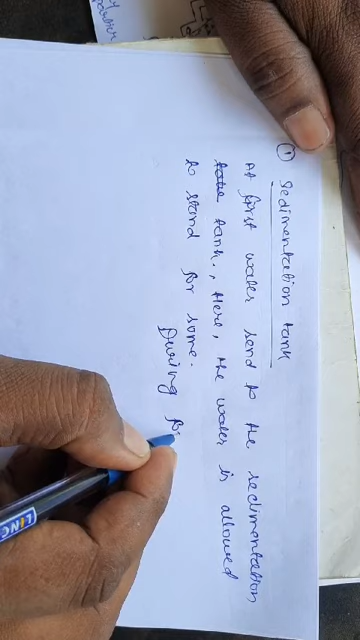 ① Sedimentation tank
At first water send to the sedimentation
tank., Here, the water is allowed
to stand for some.
During
LINC